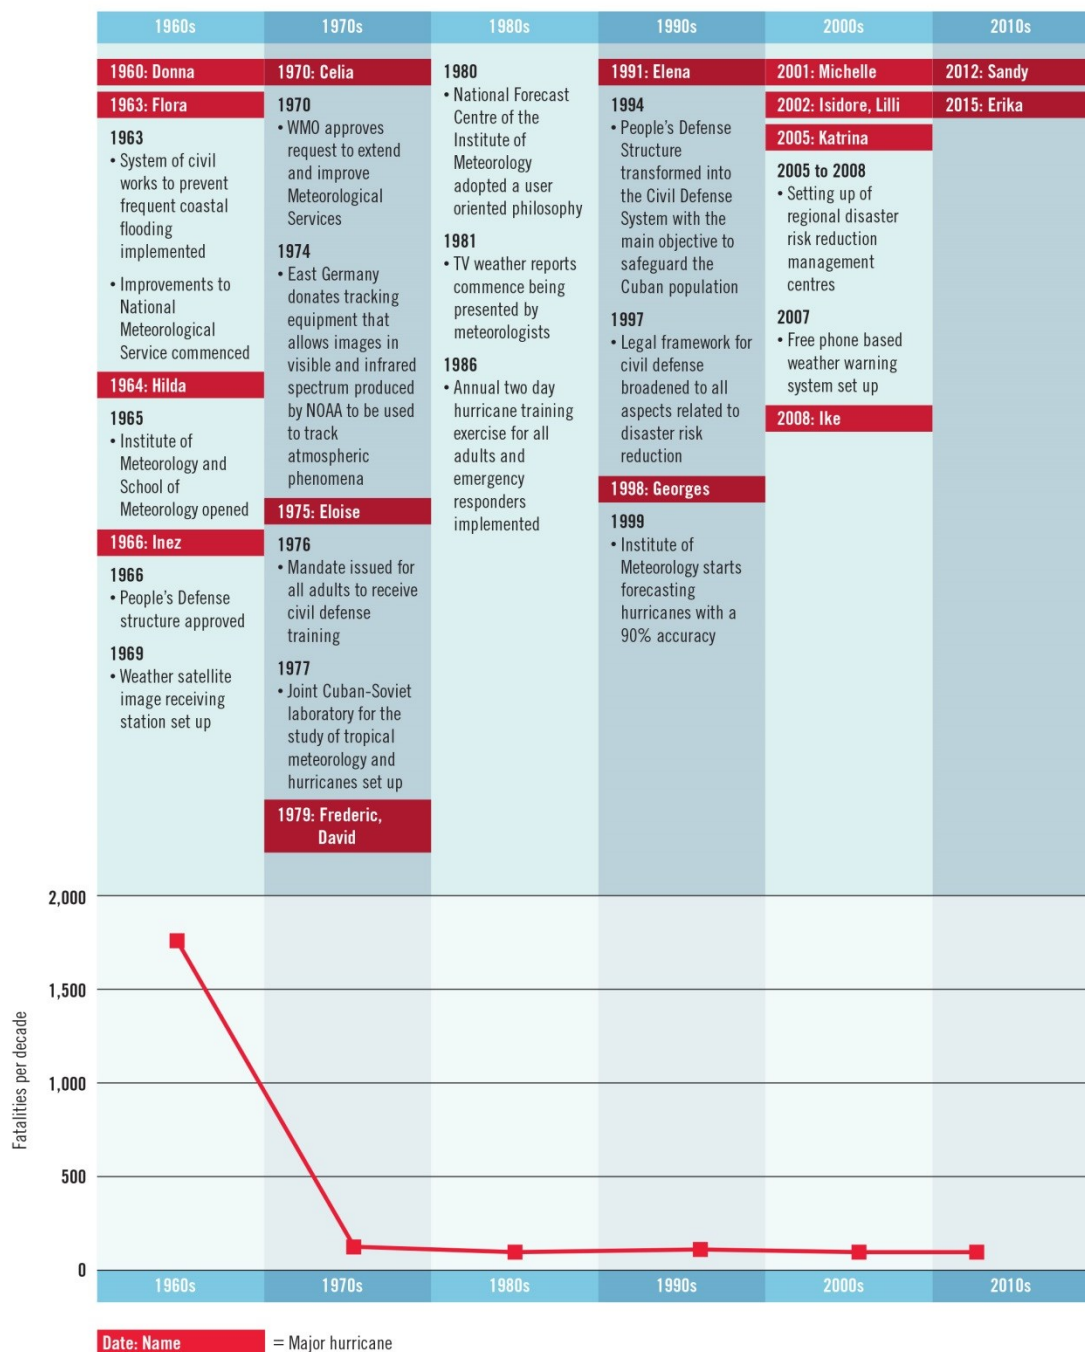 1960s
1970s
1980s
1990s
2000s
2010s
1960: Donna
1963: Flora
1963
• System of civil
works to prevent
frequent coastal
flooding
implemented
• Improvements to
National
Meteorological
Service commenced
1964: Hilda
1965
• Institute of
Meteorology and
School of
Meteorology opened
1966: Inez
1966
• People’s Defense
structure approved
1969
• Weather satellite
image receiving
station set up
1970: Celia
1970
• WMO approves
request to extend
and improve
Meteorological
Services
1974
• East Germany
donates tracking
equipment that
allows images in
visible and infrared
spectrum produced
by NOAA to be used
to track
atmospheric
phenomena
1975: Eloise
1976
• Mandate issued for
all adults to receive
civil defense
training
1977
• Joint Cuban-Soviet
laboratory for the
study of tropical
meteorology and
hurricanes set up
1979: Frederic,
David
1980
• National Forecast
Centre of the
Institute of
Meteorology
adopted a user
oriented philosophy
1981
• TV weather reports
commence being
presented by
meteorologists
1986
• Annual two day
hurricane training
exercise for all
adults and
emergency
responders
implemented
1991: Elena
1994
• People’s Defense
Structure
transformed into
the Civil Defense
System with the
main objective to
safeguard the
Cuban population
1997
• Legal framework for
civil defense
broadened to all
aspects related to
disaster risk
reduction
1998: Georges
1999
• Institute of
Meteorology starts
forecasting
hurricanes with a
90% accuracy
2001: Michelle
2002: Isidore, Lilli
2005: Katrina
2005 to 2008
• Setting up of
regional disaster
risk reduction
management
centres
2007
• Free phone based
weather warning
system set up
2008: Ike
2012: Sandy
2015: Erika
Fatalities per decade
2,000
1,500
1,000
500
0
1960s
1970s
1980s
1990s
2000s
2010s
Date: Name = Major hurricane